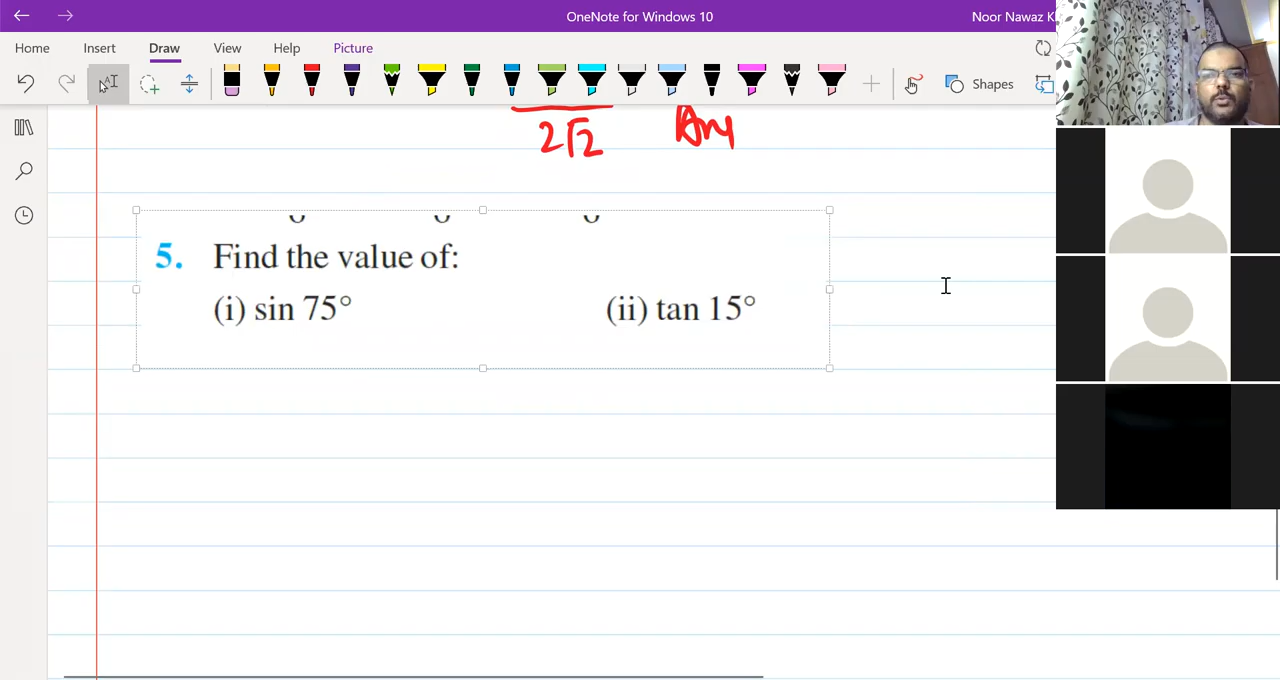 OneNote for Windows 10
Noor Nawaz K
Home Insert Draw View Help Picture
Shapes
2√2 Ans
5. Find the value of:
(i) sin 75° (ii) tan 15°